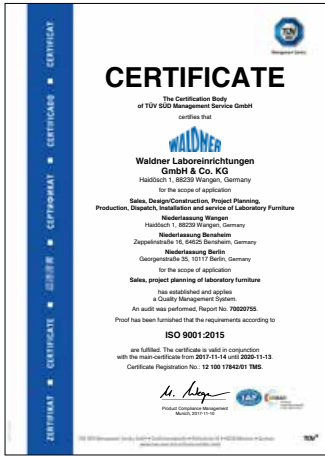 TÜV
SÜD
CERTIFICATE
The Certification Body
of TÜV SÜD Management Service GmbH
certifies that
WALDNER
Waldner Laboreinrichtungen
GmbH & Co. KG
Haidösch 1, 88239 Wangen, Germany
for the scope of application
Sales, Design/Construction, Project Planning,
Production, Dispatch, Installation and service of Laboratory Furniture
Niederlassung Wangen
Haidösch 1, 88239 Wangen, Germany
Niederlassung Bensheim
Zeppelinstraße 16, 64625 Bensheim, Germany
Niederlassung Berlin
Georgenstraße 35, 10117 Berlin, Germany
for the scope of application
Sales, project planning of laboratory furniture
has established and applies
a Quality Management System.
An audit was performed, Report No. 70020755.
Proof has been furnished that the requirements according to
ISO 9001:2015
are fulfilled. The certificate is valid in conjunction
with the main-certificate from 2017-11-14 until 2020-11-13.
Certificate Registration No.: 12 100 17842/01 TMS.
Product Compliance Management
Munich, 2017-11-10
IAF
TÜV®
ZERTIFIKAT ◆ CERTIFICATE ◆ ◆ СЕРТИФИКАТ ◆ CERTIFICADO ◆ CERTIFICAT